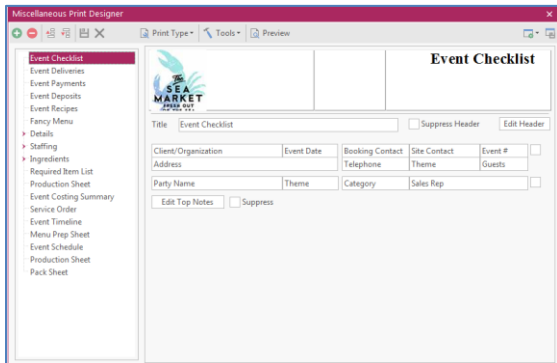 Miscellaneous Print Designer
Print Type Tools Preview
Event Checklist
Event Deliveries
Event Payments
Event Deposits
Event Recipes
Fancy Menu
Details
Staffing
Ingredients
Required Item List
Production Sheet
Event Costing Summary
Service Order
Event Timeline
Menu Prep Sheet
Event Schedule
Production Sheet
Pack Sheet
The
SEA
MARKET
Event Checklist
Title Event Checklist Suppress Header Edit Header
Client/Organization Event Date Booking Contact Site Contact Event #
Address Telephone Theme Guests
Party Name Theme Category Sales Rep
Edit Top Notes Suppress